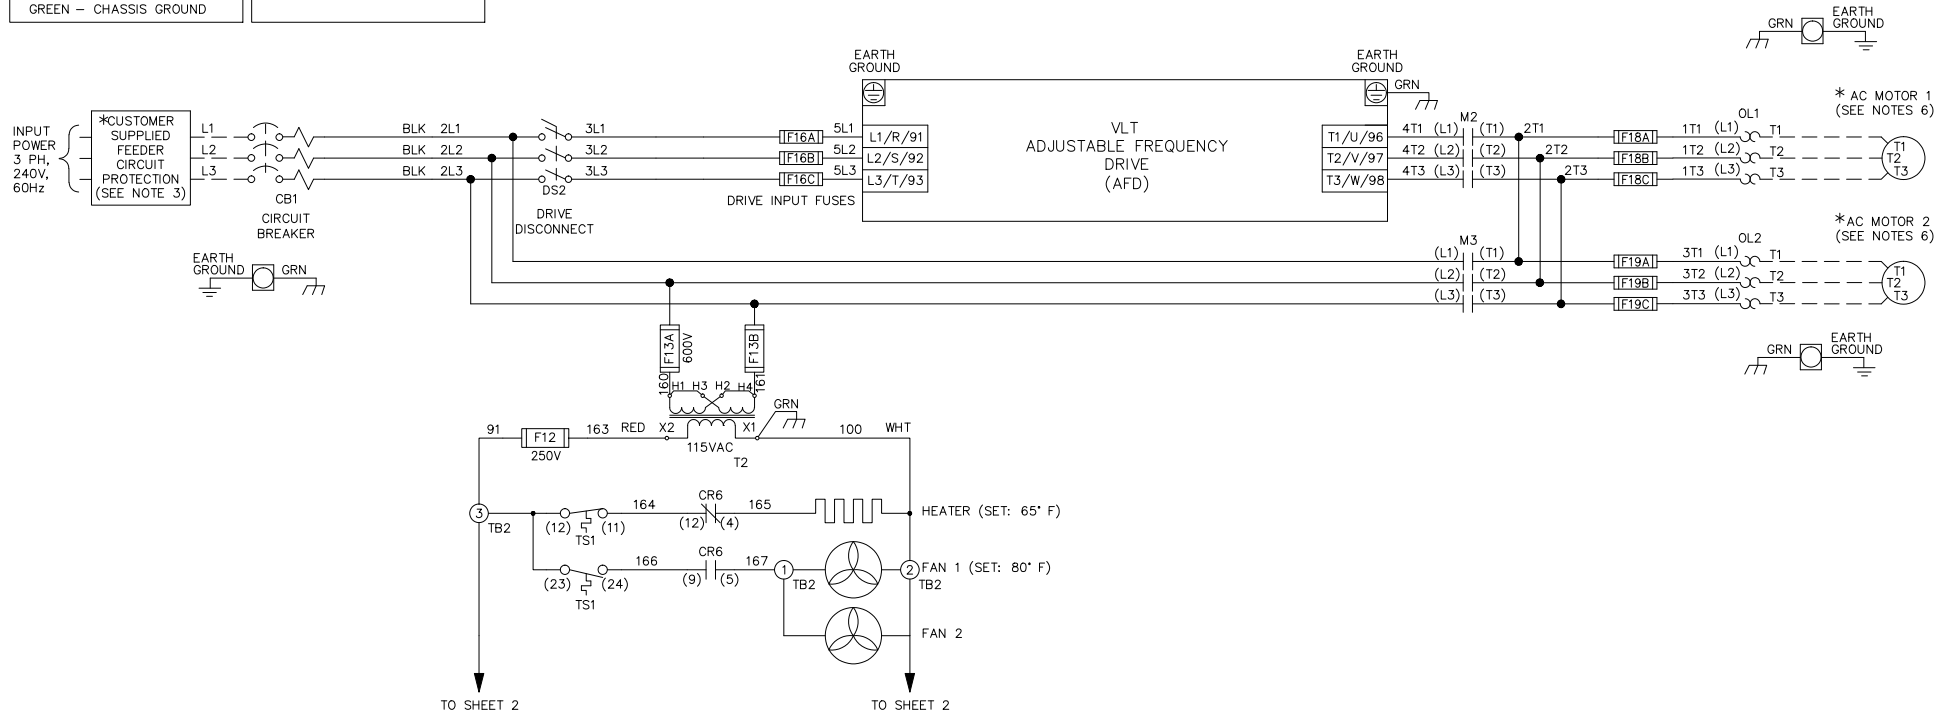 GREEN – CHASSIS GROUND
GRN
EARTH
GROUND
EARTH
GROUND
EARTH
GROUND
GRN
* AC MOTOR 1
(SEE NOTES 6)
INPUT
POWER
3 PH,
240V,
60Hz
*CUSTOMER
SUPPLIED
FEEDER
CIRCUIT
PROTECTION
(SEE NOTE 3)
L1
L2
L3
CB1
CIRCUIT
BREAKER
BLK 2L1
BLK 2L2
BLK 2L3
3L1
3L2
3L3
DS2
DRIVE
DISCONNECT
F16A
F16B
F16C
5L1
5L2
5L3
DRIVE INPUT FUSES
L1/R/91
L2/S/92
L3/T/93
VLT
ADJUSTABLE FREQUENCY
DRIVE
(AFD)
T1/U/96
T2/V/97
T3/W/98
M2
4T1 (L1) (T1) 2T1
4T2 (L2) (T2) 2T2
4T3 (L3) (T3) 2T3
F18A
F18B
F18C
OL1
1T1 (L1) T1
1T2 (L2) T2
1T3 (L3) T3
T1
T2
T3
*AC MOTOR 2
(SEE NOTES 6)
M3
(L1) (T1)
(L2) (T2)
(L3) (T3)
F19A
F19B
F19C
OL2
3T1 (L1) T1
3T2 (L2) T2
3T3 (L3) T3
T1
T2
T3
EARTH
GROUND
GRN
GRN
EARTH
GROUND
F13A
600V
F13B
160
161
H1 H3 H2 H4
GRN
91
F12
250V
163 RED X2
X1
100 WHT
115VAC
T2
3
TB2
(12) (11)
TS1
164
CR6
(12) (4)
165
HEATER (SET: 65° F)
(23) (24)
TS1
166
CR6
(9) (5)
167
1
TB2
2
TB2
FAN 1 (SET: 80° F)
FAN 2
TO SHEET 2
TO SHEET 2